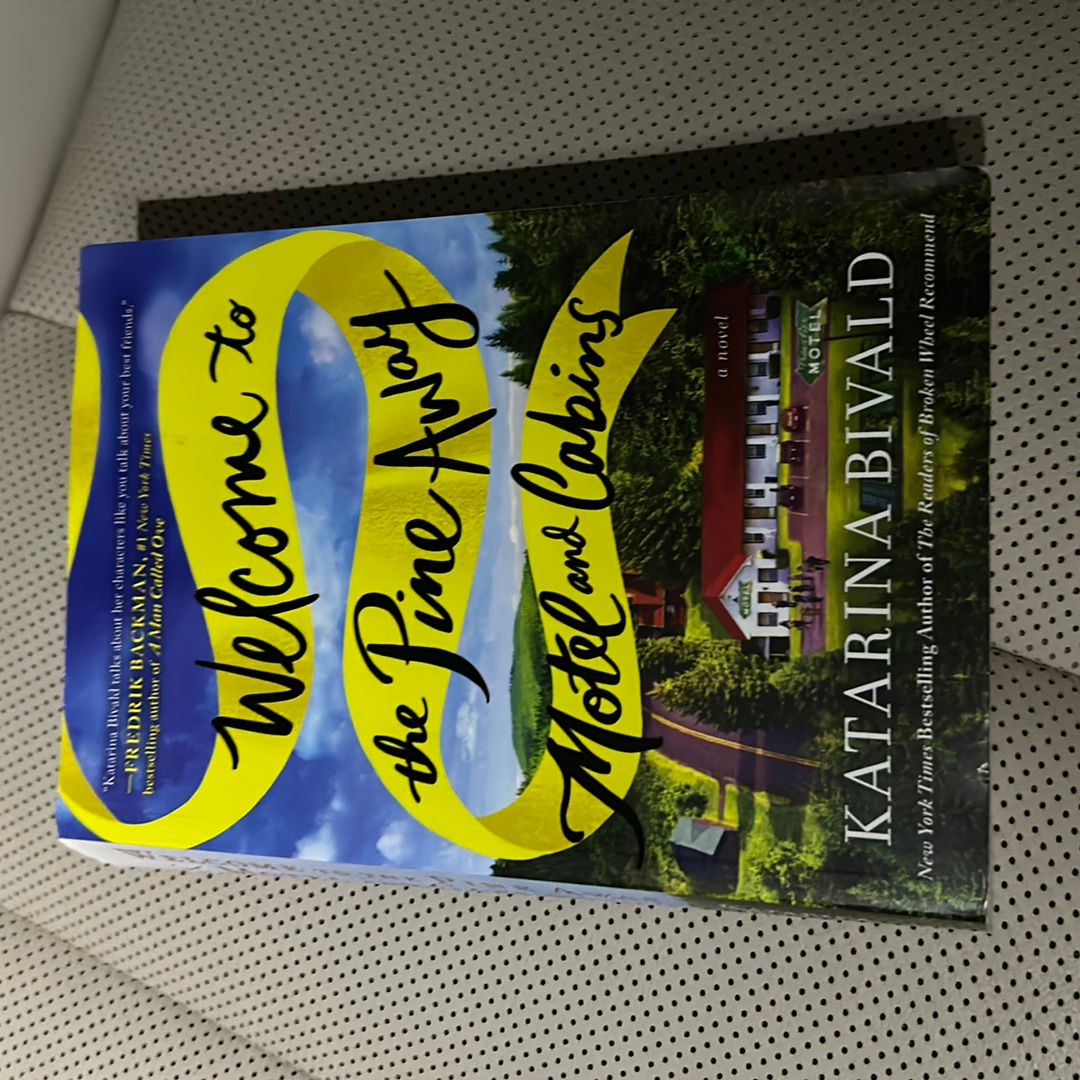 "Katarina Bivald talks about her characters like you talk about your best friends."
—FREDRIK BACKMAN, #1 New York Times
bestselling author of A Man Called Ove
Welcome to
the Pine Away
Motel and Cabins
a novel
MOTEL
MOTEL
KATARINA BIVALD
New York Times Bestselling Author of The Readers of Broken Wheel Recommend